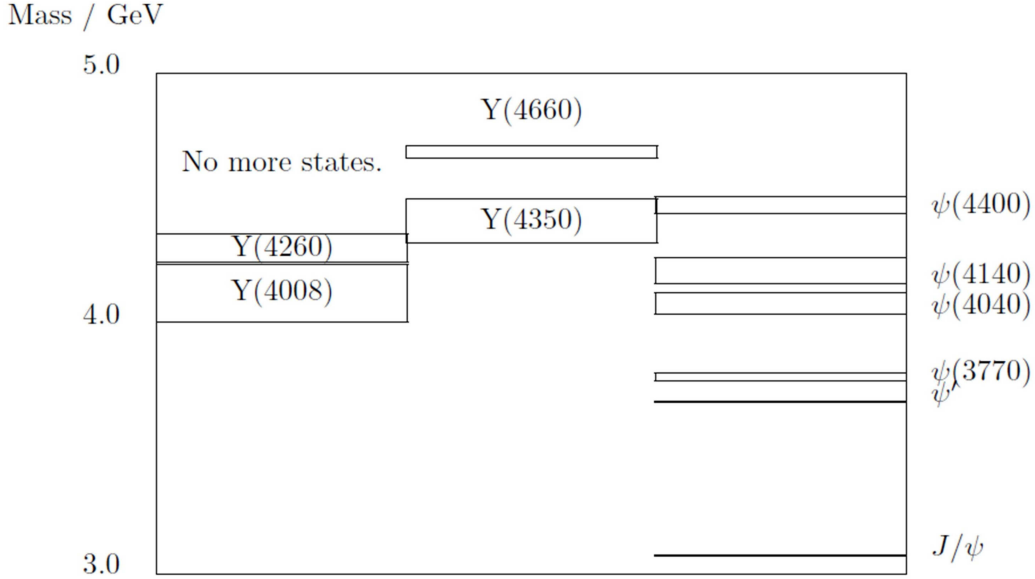 Mass / GeV
5.0
Y(4660)
No more states.
ψ(4400)
Y(4350)
Y(4260)
ψ(4140)
Y(4008)
ψ(4040)
4.0
ψ(3770)
ψ′
J/ψ
3.0